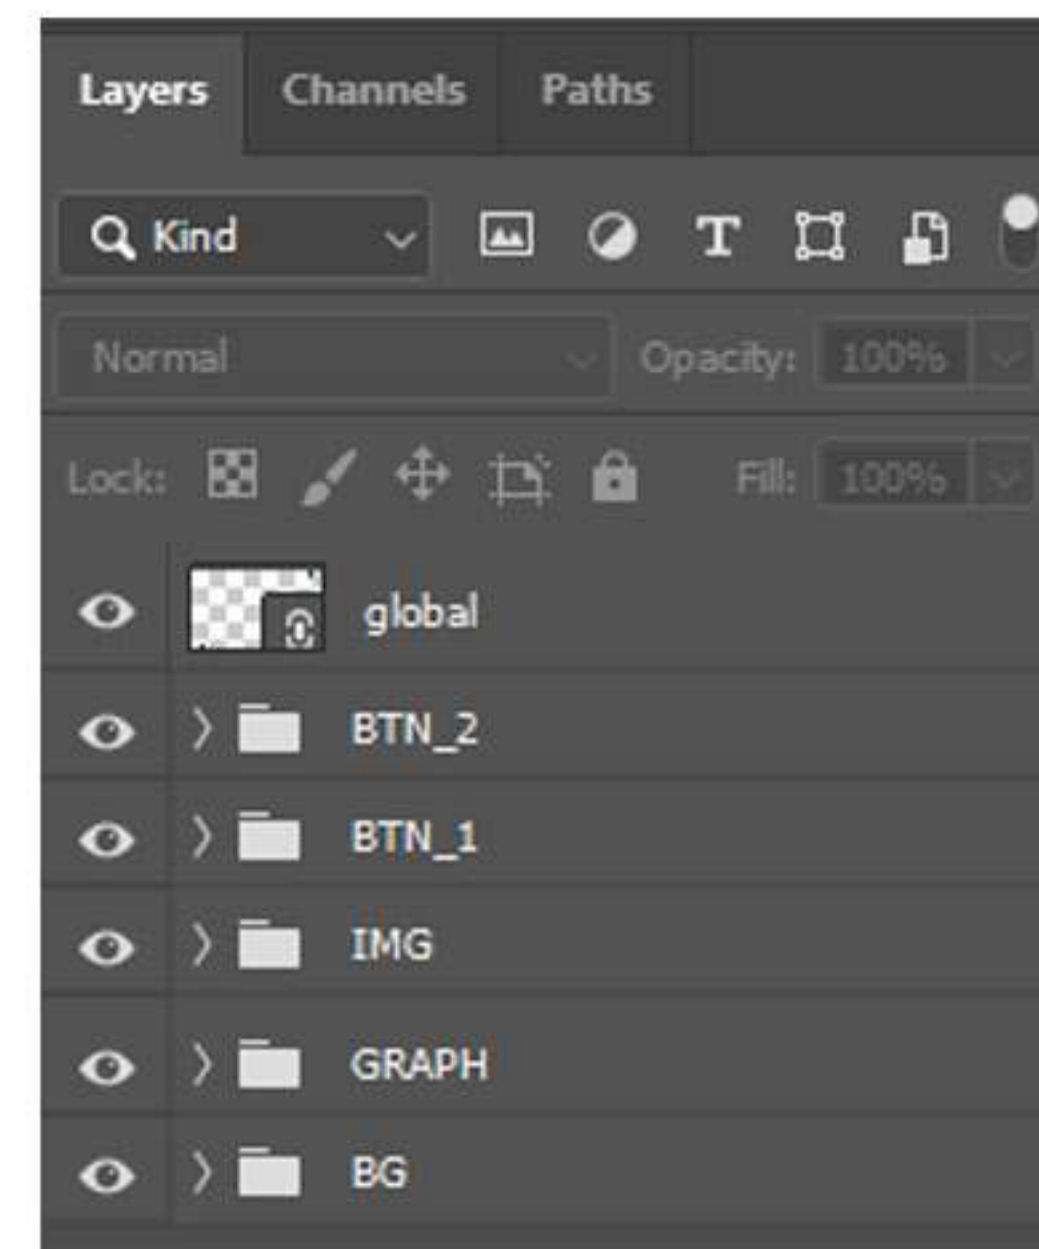 Layers Channels Paths
Kind
Normal Opacity: 100%
Lock: Fill: 100%
global
BTN_2
BTN_1
IMG
GRAPH
BG